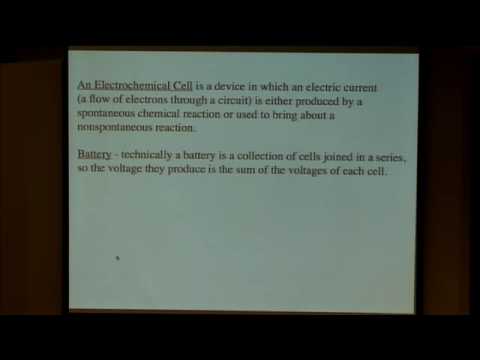 An Electrochemical Cell is a device in which an electric current
(a flow of electrons through a circuit) is either produced by a
spontaneous chemical reaction or used to bring about a
nonspontaneous reaction.
Battery - technically a battery is a collection of cells joined in a series,
so the voltage they produce is the sum of the voltages of each cell.